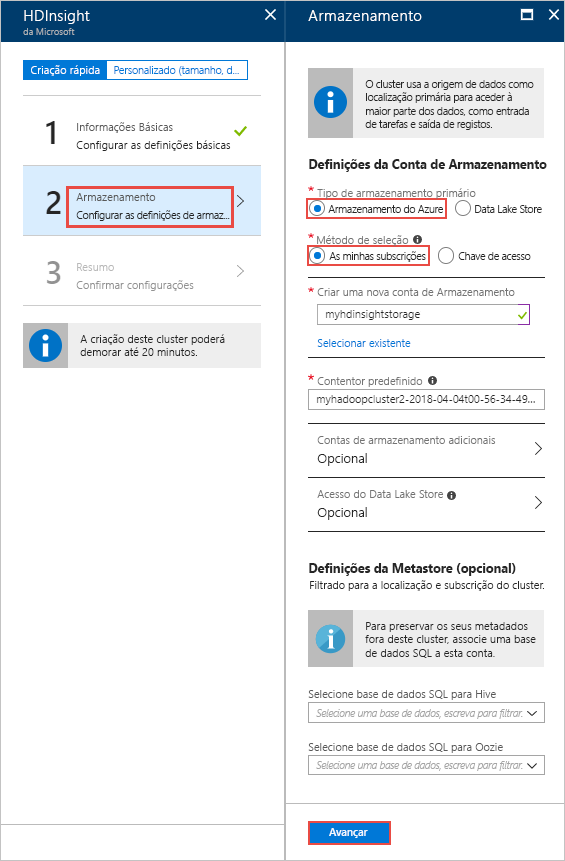 HDInsight
da Microsoft
Criação rápida
Personalizado (tamanho, d...
1
Informações Básicas
Configurar as definições básicas
2
Armazenamento
Configurar as definições de armaz...
3
Resumo
Confirmar configurações
A criação deste cluster poderá
demorar até 20 minutos.
Armazenamento
O cluster usa a origem de dados como
localização primária para aceder à
maior parte dos dados, como entrada
de tarefas e saída de registos.
Definições da Conta de Armazenamento
* Tipo de armazenamento primário
Armazenamento do Azure
Data Lake Store
* Método de seleção
As minhas subscrições
Chave de acesso
* Criar uma nova conta de Armazenamento
myhdinsightstorage
Selecionar existente
* Contentor predefinido
myhadoopcluster2-2018-04-04t00-56-34-49...
Contas de armazenamento adicionais
Opcional
Acesso do Data Lake Store
Opcional
Definições da Metastore (opcional)
Filtrado para a localização e subscrição do cluster.
Para preservar os seus metadados
fora deste cluster, associe uma base
de dados SQL a esta conta.
Selecione base de dados SQL para Hive
Selecione uma base de dados, escreva para filtrar.
Selecione base de dados SQL para Oozie
Selecione uma base de dados, escreva para filtrar.
Avançar